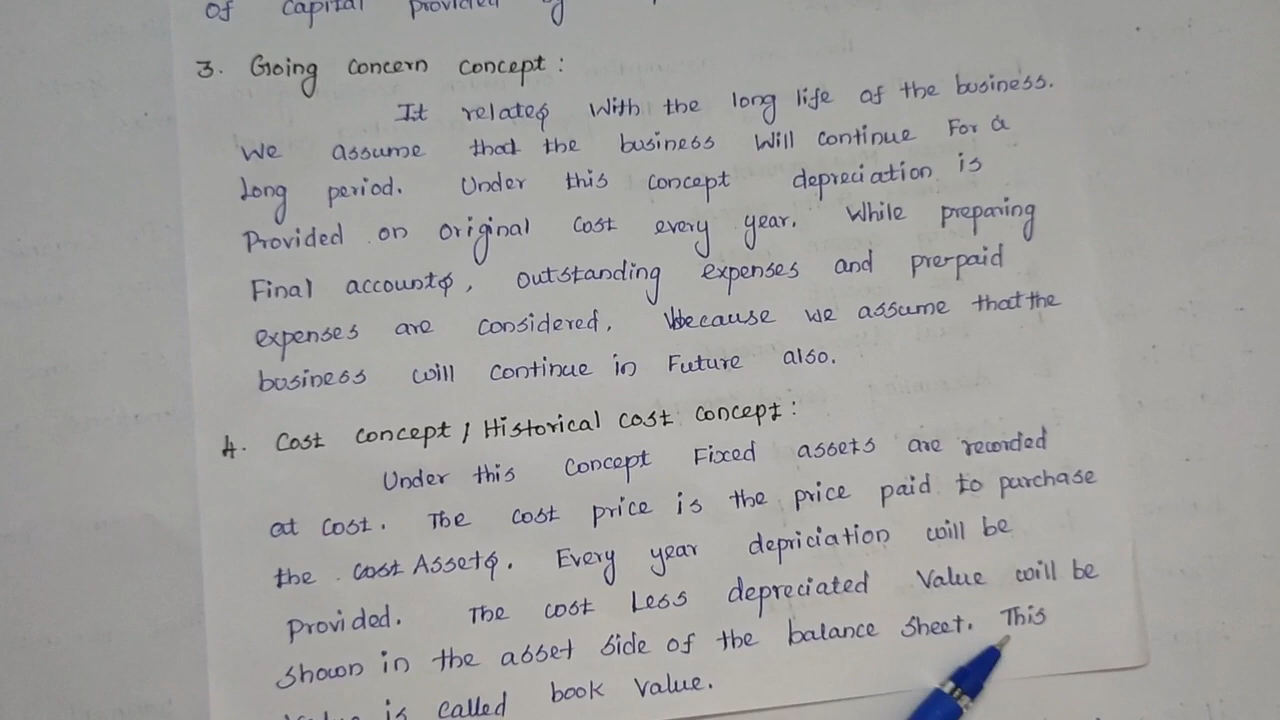 of capital provided
3. Going concern concept :
It relates With the long life of the business.
We assume that the business Will continue For a
long period. Under this concept depreciation is
Provided on original cost every year. While preparing
Final accounts, outstanding expenses and pre-paid
expenses are considered. because we assume that the
business will continue in Future also.
4. Cost concept / Historical cost concept :
Under this concept Fixed assets are recorded
at cost. The cost price is the price paid to purchase
the cost Assets. Every year depriciation will be
Provided. The cost Less depreciated Value will be
shown in the asset side of the balance sheet. This
is called book value.